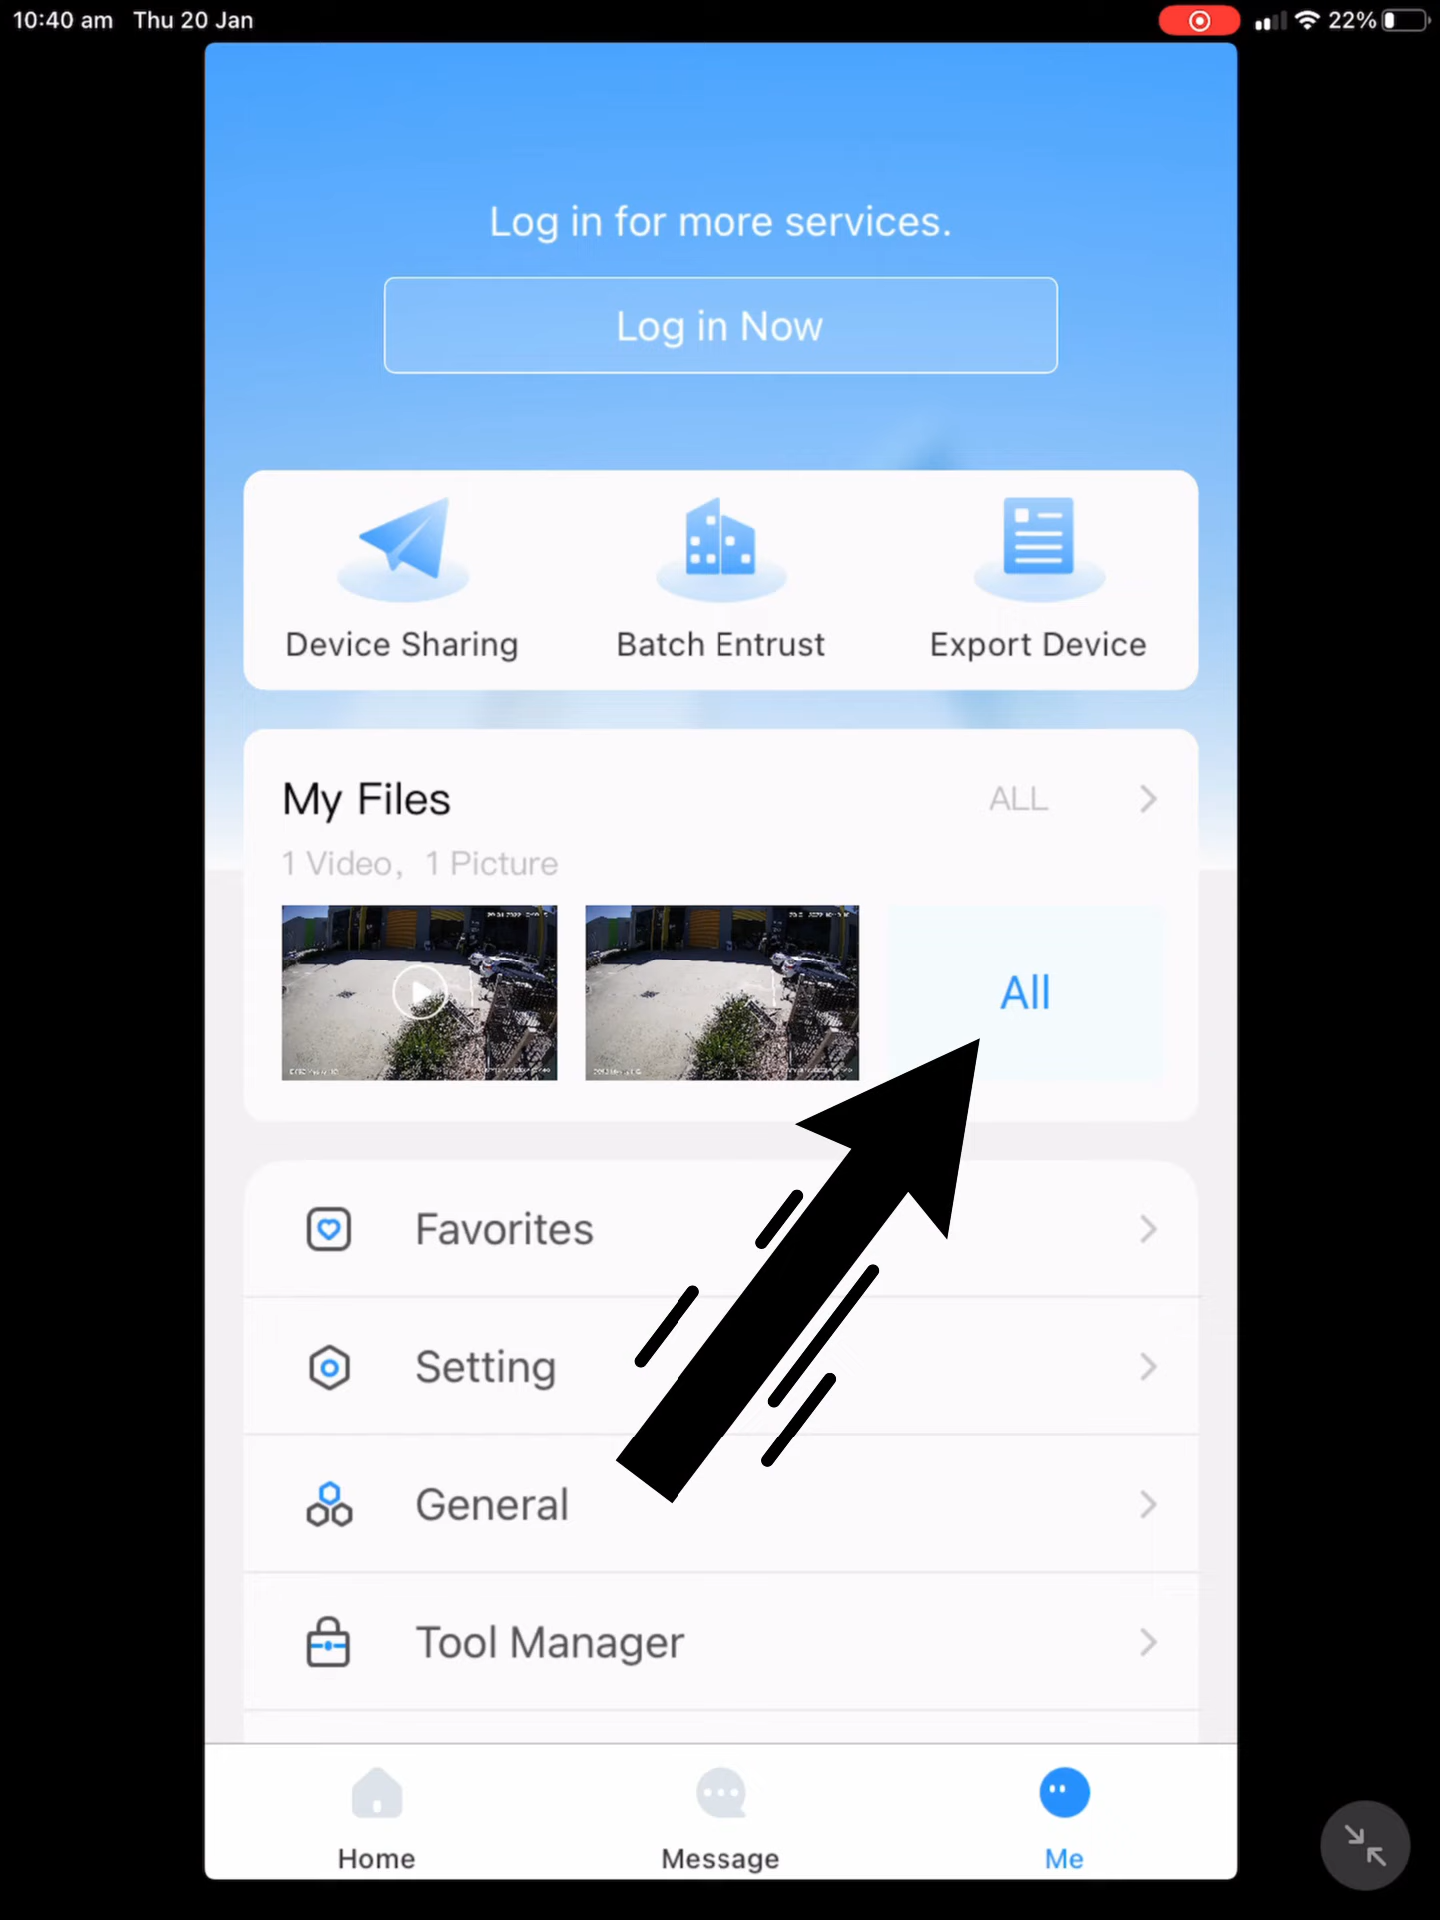 10:40 am Thu 20 Jan 22%
Log in for more services.
Log in Now
Device Sharing Batch Entrust Export Device
My Files ALL
1 Video, 1 Picture
All
Favorites
Setting
General
Tool Manager
Home Message Me